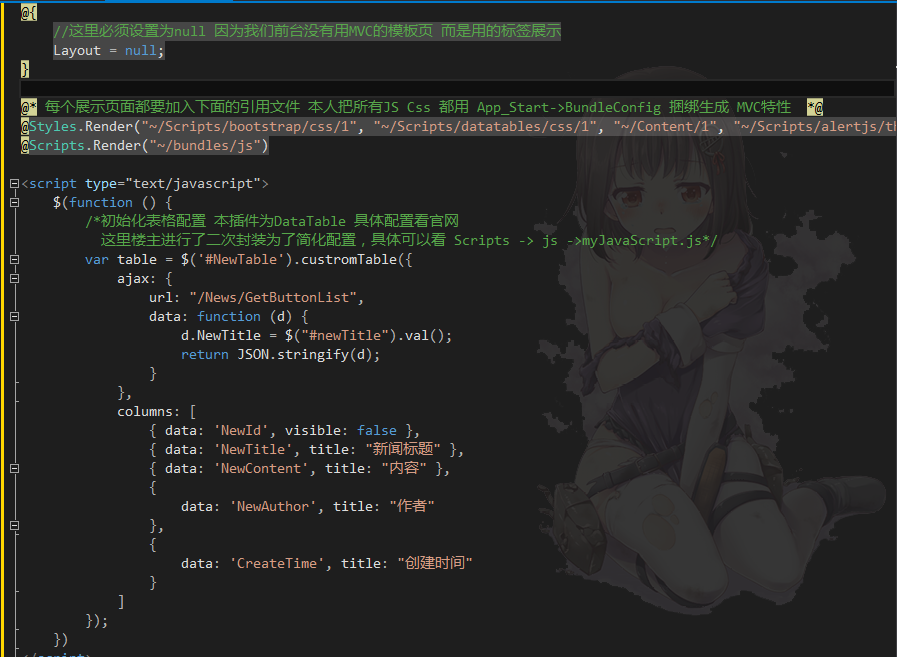 @{
//这里必须设置为null 因为我们前台没有用MVC的模板页 而是用的标签展示
Layout = null;
}
@* 每个展示页面都要加入下面的引用文件 本人把所有JS Css 都用 App_Start->BundleConfig 捆绑生成 MVC特性 *@
@Styles.Render("~/Scripts/bootstrap/css/1", "~/Scripts/datatables/css/1", "~/Content/1", "~/Scripts/alertjs/th
@Scripts.Render("~/bundles/js")
<script type="text/javascript">
$(function () {
/*初始化表格配置 本插件为DataTable 具体配置看官网
这里楼主进行了二次封装为了简化配置，具体可以看 Scripts -> js ->myJavaScript.js*/
var table = $('#NewTable').custromTable({
ajax: {
url: "/News/GetButtonList",
data: function (d) {
d.NewTitle = $("#newTitle").val();
return JSON.stringify(d);
}
},
columns: [
{ data: 'NewId', visible: false },
{ data: 'NewTitle', title: "新闻标题" },
{ data: 'NewContent', title: "内容" },
{
data: 'NewAuthor', title: "作者"
},
{
data: 'CreateTime', title: "创建时间"
}
]
});
})
</script>